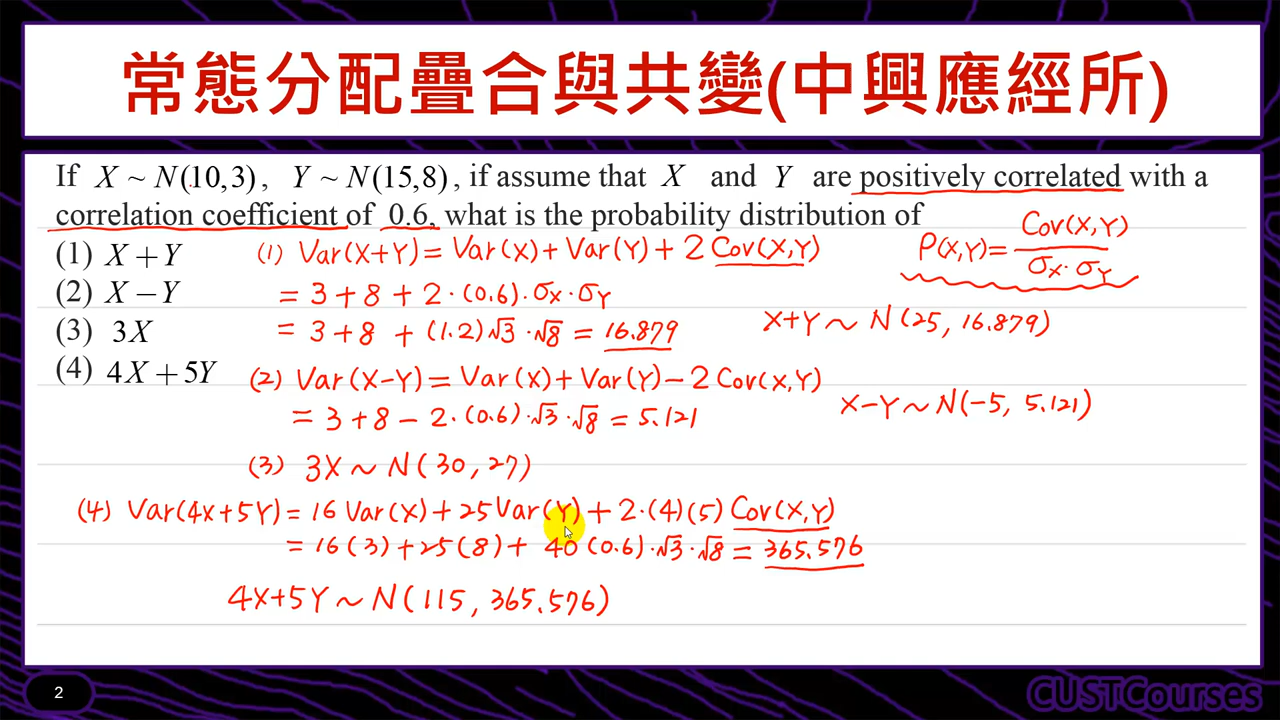 常態分配疊合與共變(中興應經所)
If X ~ N(10,3), Y ~ N(15,8), if assume that X and Y are positively correlated with a
correlation coefficient of 0.6, what is the probability distribution of
(1) X + Y
(2) X − Y
(3) 3X
(4) 4X + 5Y
ρ(X,Y) = Cov(X,Y) / σX·σY
(1) Var(X+Y) = Var(X) + Var(Y) + 2 Cov(X,Y)
= 3 + 8 + 2·(0.6)·σX·σY
= 3 + 8 + (1.2)√3·√8 = 16.879
X+Y ~ N(25, 16.879)
(2) Var(X−Y) = Var(X) + Var(Y) − 2 Cov(X,Y)
= 3 + 8 − 2·(0.6)·√3·√8 = 5.121
X−Y ~ N(−5, 5.121)
(3) 3X ~ N(30, 27)
(4) Var(4X+5Y) = 16 Var(X) + 25 Var(Y) + 2·(4)(5) Cov(X,Y)
= 16(3) + 25(8) + 40(0.6)·√3·√8 = 365.576
4X+5Y ~ N(115, 365.576)
2
CUSTCourses